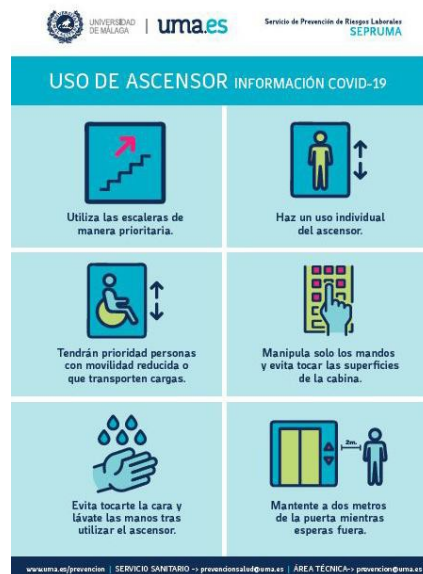 UNIVERSIDAD
DE MÁLAGA
uma.es
Servicio de Prevención de Riesgos Laborales
SEPRUMA
USO DE ASCENSOR INFORMACIÓN COVID-19
Utiliza las escaleras de
manera prioritaria.
Haz un uso individual
del ascensor.
Tendrán prioridad personas
con movilidad reducida o
que transporten cargas.
Manipula solo los mandos
y evita tocar las superficies
de la cabina.
2m.
Evita tocarte la cara y
lávate las manos tras
utilizar el ascensor.
Mantente a dos metros
de la puerta mientras
esperas fuera.
www.uma.es/prevencion | SERVICIO SANITARIO -> prevencionsalud@uma.es | ÁREA TÉCNICA-> prevencion@uma.es